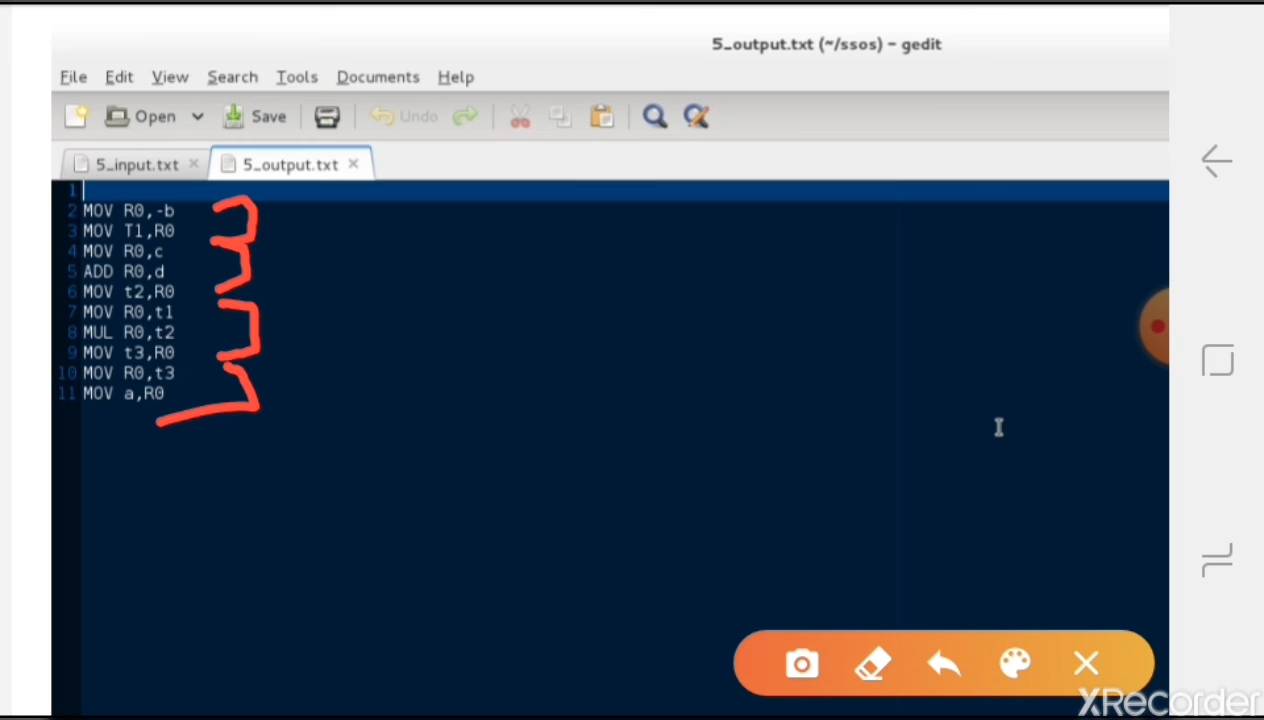 5_output.txt (~/ssos) - gedit
File Edit View Search Tools Documents Help
Open Save Undo
5_input.txt 5_output.txt
1
2 MOV R0,-b
3 MOV T1,R0
4 MOV R0,c
5 ADD R0,d
6 MOV t2,R0
7 MOV R0,t1
8 MUL R0,t2
9 MOV t3,R0
10 MOV R0,t3
11 MOV a,R0
XRecorder